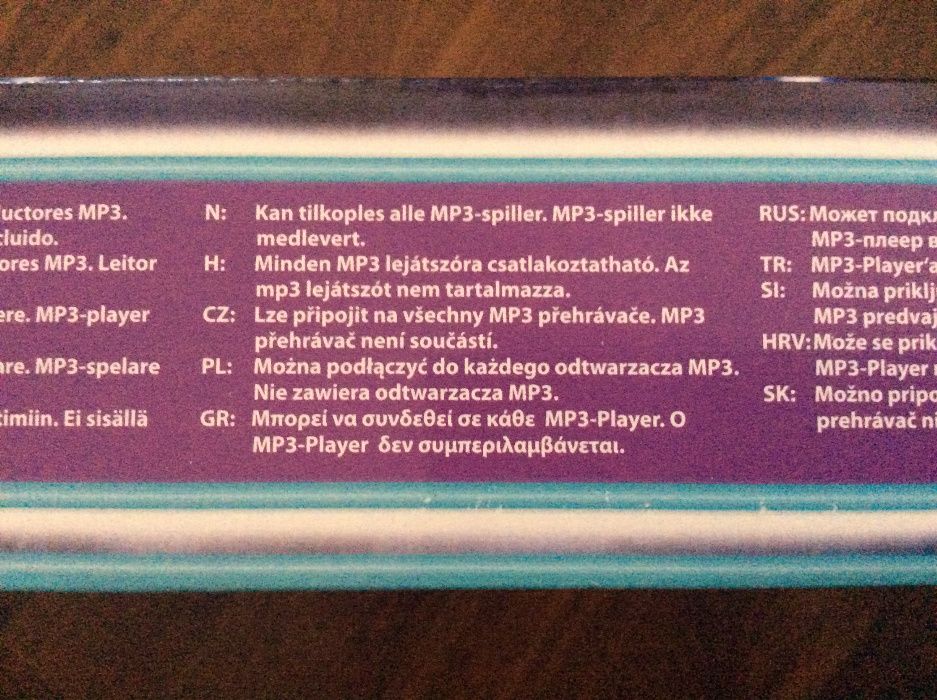 uctores MP3.
cluido.
ores MP3. Leitor
ere. MP3-player
are. MP3-spelare
timiin. Ei sisällä
N: Kan tilkoples alle MP3-spiller. MP3-spiller ikke
medlevert.
H: Minden MP3 lejátszóra csatlakoztatható. Az
mp3 lejátszót nem tartalmazza.
CZ: Lze připojit na všechny MP3 přehrávače. MP3
přehrávač není součástí.
PL: Można podłączyć do każdego odtwarzacza MP3.
Nie zawiera odtwarzacza MP3.
GR: Μπορεί να συνδεθεί σε κάθε MP3-Player. Ο
MP3-Player δεν συμπεριλαμβάνεται.
RUS: Может подкл
MP3-плеер в
TR: MP3-Player'a
SI: Možna priklj
MP3 predvaj
HRV: Može se prik
MP3-Player
SK: Možno pripo
prehrávač ni